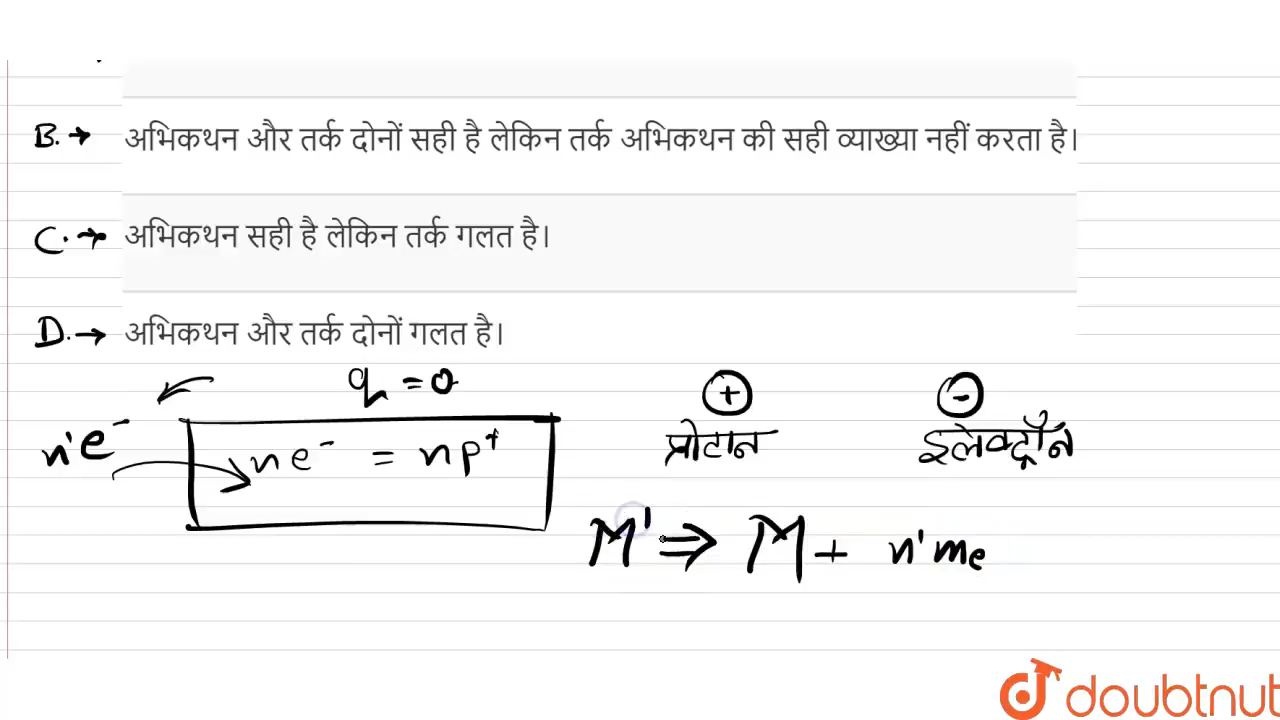 B. → अभिकथन और तर्क दोनों सही है लेकिन तर्क अभिकथन की सही व्याख्या नहीं करता है।
C. → अभिकथन सही है लेकिन तर्क गलत है।
D. → अभिकथन और तर्क दोनों गलत है।
q = 0
+ -
n'e⁻ ne⁻ = np⁺ प्रोटान इलेक्ट्रॉन
M' ⇒ M + n'me
doubtnut